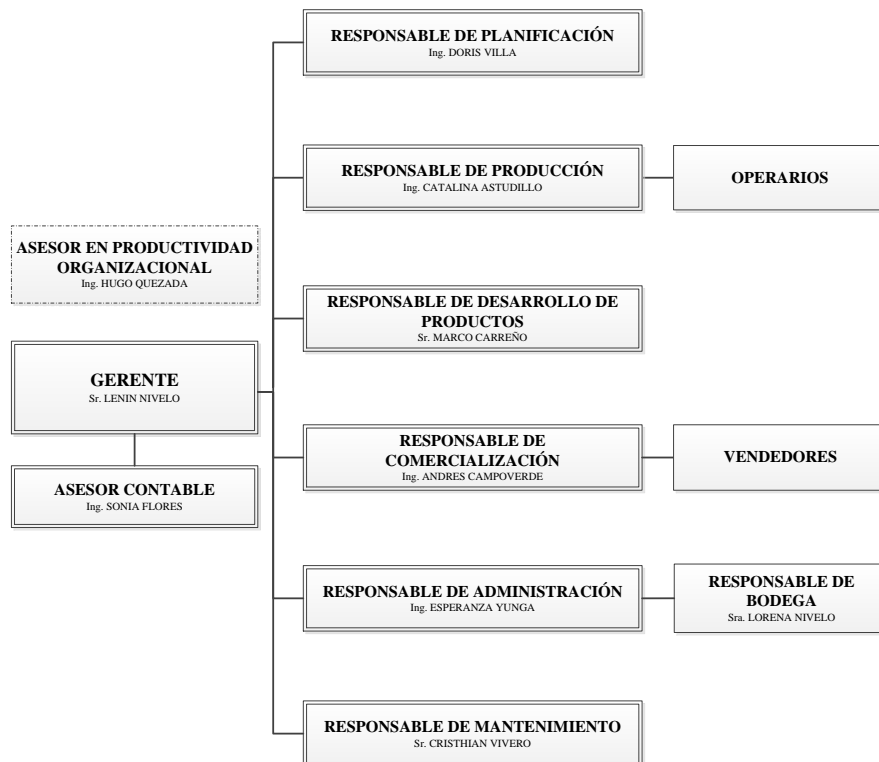 RESPONSABLE DE PLANIFICACIÓN
Ing. DORIS VILLA
RESPONSABLE DE PRODUCCIÓN
Ing. CATALINA ASTUDILLO
OPERARIOS
ASESOR EN PRODUCTIVIDAD
ORGANIZACIONAL
Ing. HUGO QUEZADA
RESPONSABLE DE DESARROLLO DE
PRODUCTOS
Sr. MARCO CARREÑO
GERENTE
Sr. LENIN NIVELO
RESPONSABLE DE
COMERCIALIZACIÓN
Ing. ANDRES CAMPOVERDE
VENDEDORES
ASESOR CONTABLE
Ing. SONIA FLORES
RESPONSABLE DE ADMINISTRACIÓN
Ing. ESPERANZA YUNGA
RESPONSABLE DE
BODEGA
Sra. LORENA NIVELO
RESPONSABLE DE MANTENIMIENTO
Sr. CRISTHIAN VIVERO